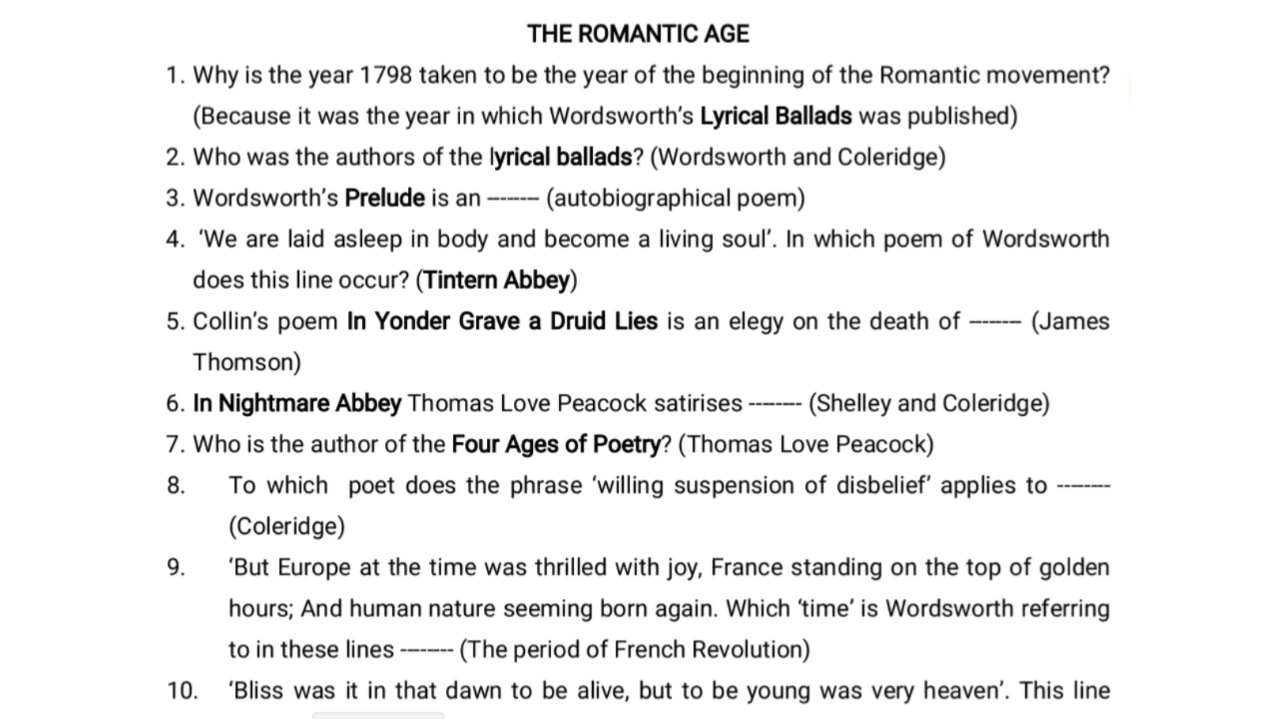 THE ROMANTIC AGE
1. Why is the year 1798 taken to be the year of the beginning of the Romantic movement?
(Because it was the year in which Wordsworth's Lyrical Ballads was published)
2. Who was the authors of the lyrical ballads? (Wordsworth and Coleridge)
3. Wordsworth's Prelude is an ------ (autobiographical poem)
4. 'We are laid asleep in body and become a living soul'. In which poem of Wordsworth
does this line occur? (Tintern Abbey)
5. Collin's poem In Yonder Grave a Druid Lies is an elegy on the death of ------ (James
Thomson)
6. In Nightmare Abbey Thomas Love Peacock satirises ------ (Shelley and Coleridge)
7. Who is the author of the Four Ages of Poetry? (Thomas Love Peacock)
8. To which poet does the phrase 'willing suspension of disbelief' applies to ------
(Coleridge)
9. 'But Europe at the time was thrilled with joy, France standing on the top of golden
hours; And human nature seeming born again. Which 'time' is Wordsworth referring
to in these lines ------ (The period of French Revolution)
10. 'Bliss was it in that dawn to be alive, but to be young was very heaven'. This line